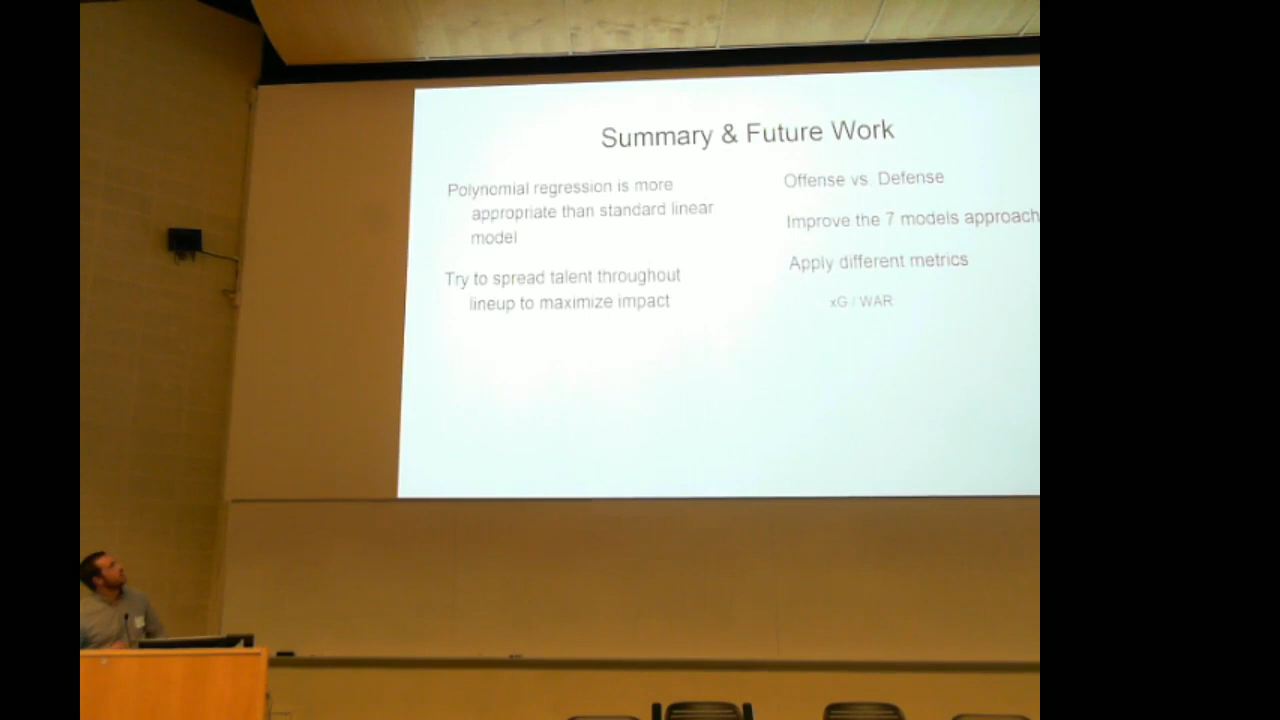 Summary & Future Work
Polynomial regression is more
appropriate than standard linear
model
Try to spread talent throughout
lineup to maximize impact
Offense vs. Defense
Improve the 7 models approach
Apply different metrics
xG / WAR